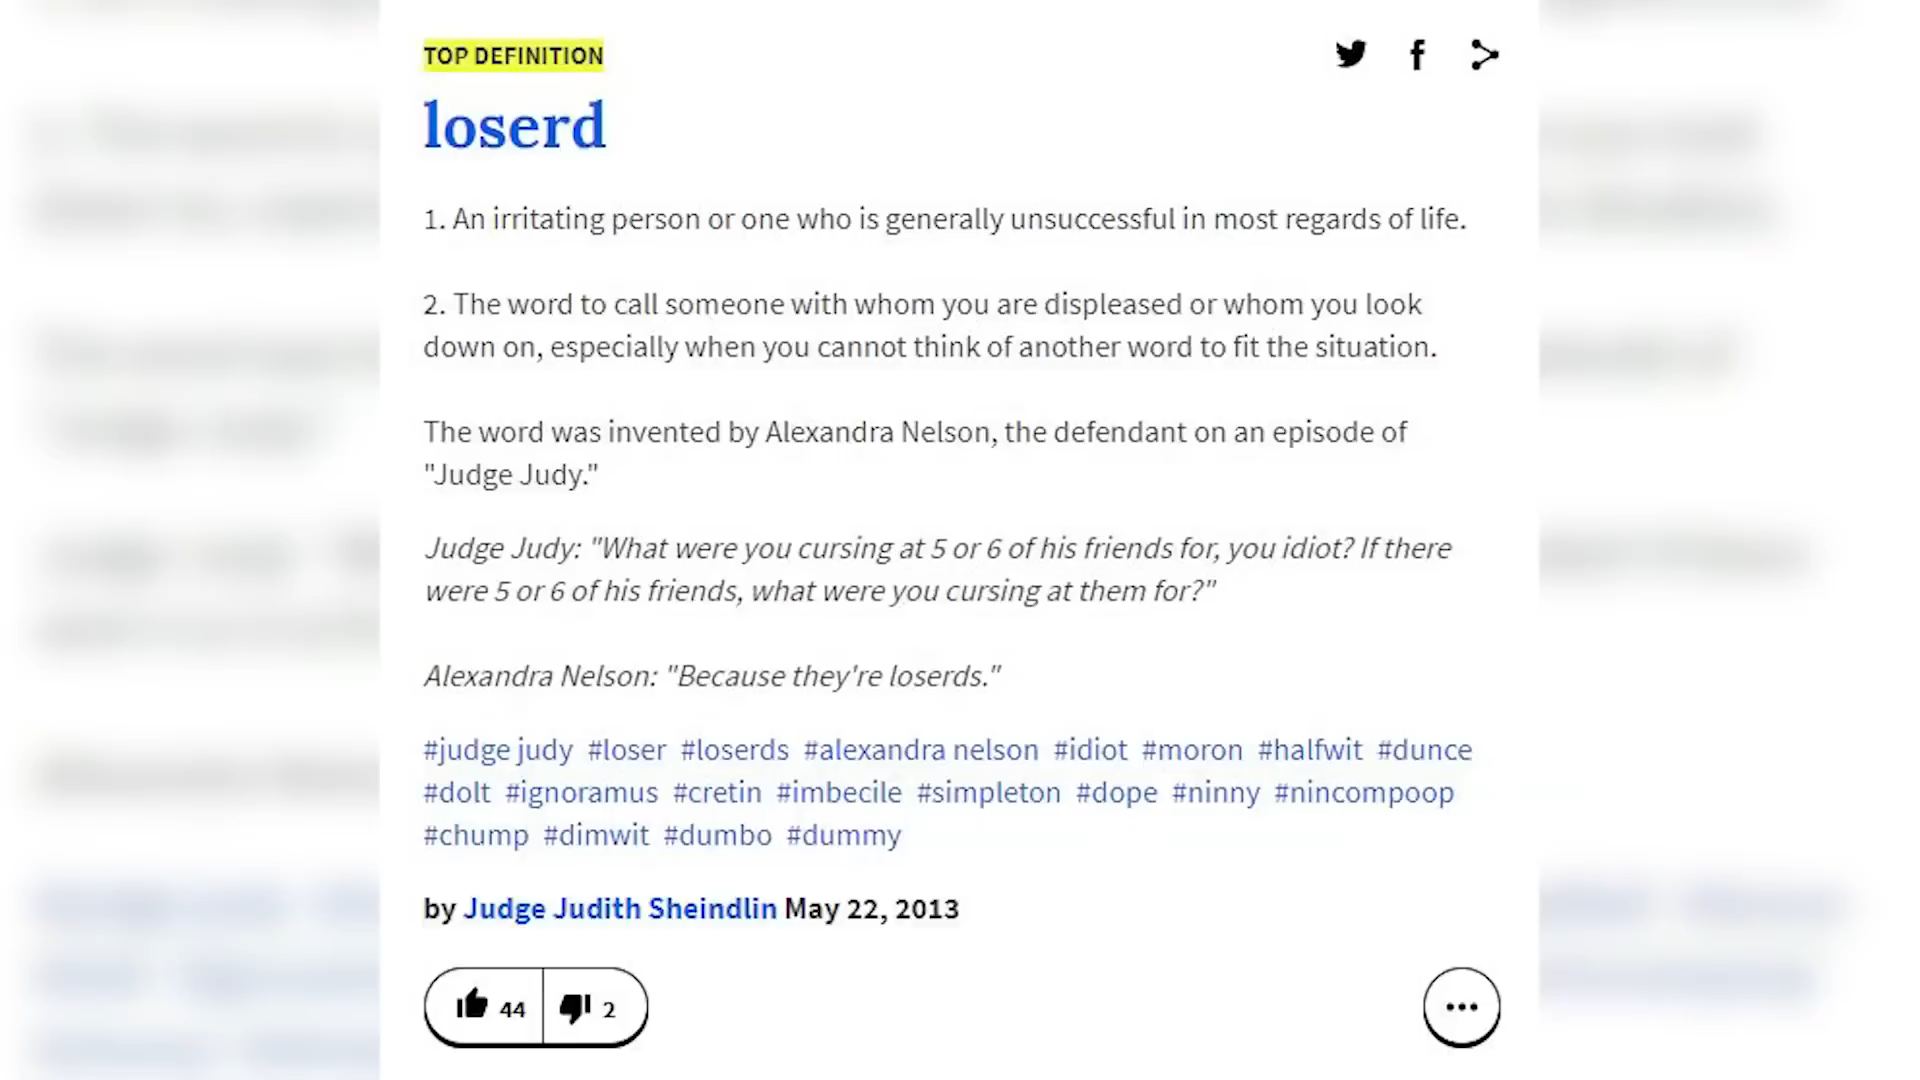 TOP DEFINITION
loserd
1. An irritating person or one who is generally unsuccessful in most regards of life.
2. The word to call someone with whom you are displeased or whom you look
down on, especially when you cannot think of another word to fit the situation.
The word was invented by Alexandra Nelson, the defendant on an episode of
"Judge Judy."
Judge Judy: "What were you cursing at 5 or 6 of his friends for, you idiot? If there
were 5 or 6 of his friends, what were you cursing at them for?"
Alexandra Nelson: "Because they're loserds."
#judge judy #loser #loserds #alexandra nelson #idiot #moron #halfwit #dunce
#dolt #ignoramus #cretin #imbecile #simpleton #dope #ninny #nincompoop
#chump #dimwit #dumbo #dummy
by Judge Judith Sheindlin May 22, 2013
44 2